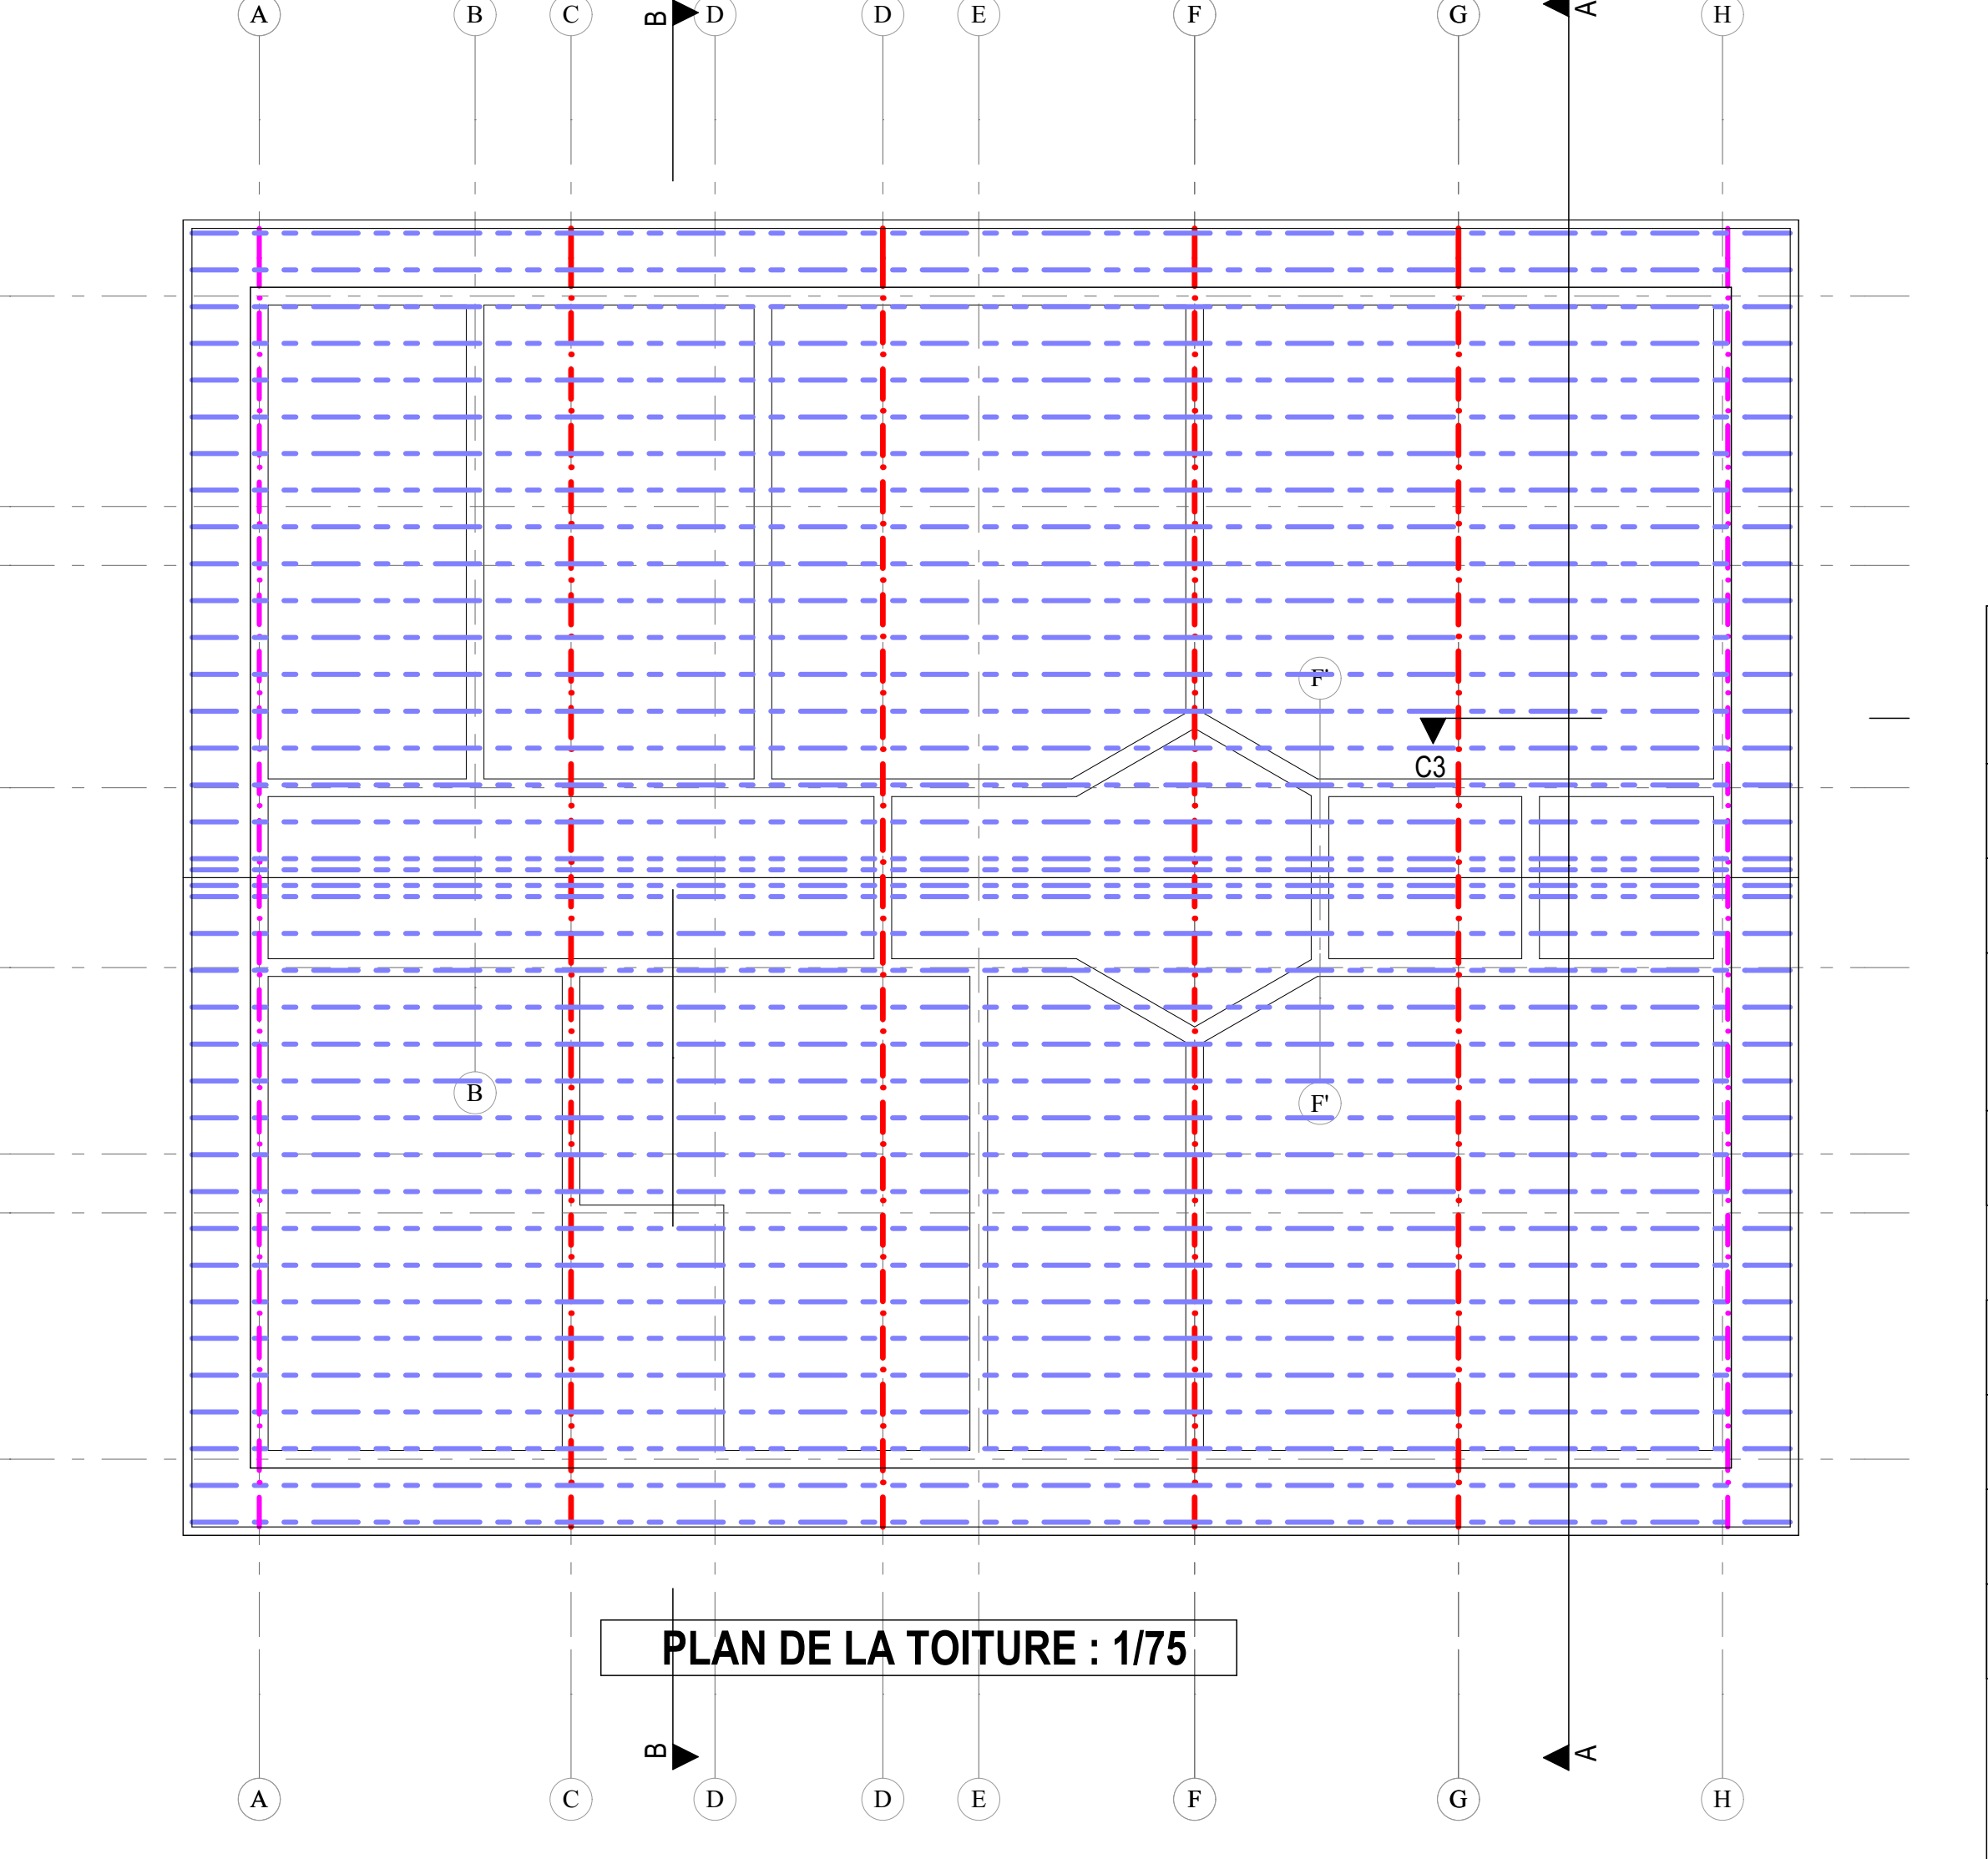 A B C B D D E F G A H
F'
C3
B F'
PLAN DE LA TOITURE : 1/75
B A
A C D D E F G H